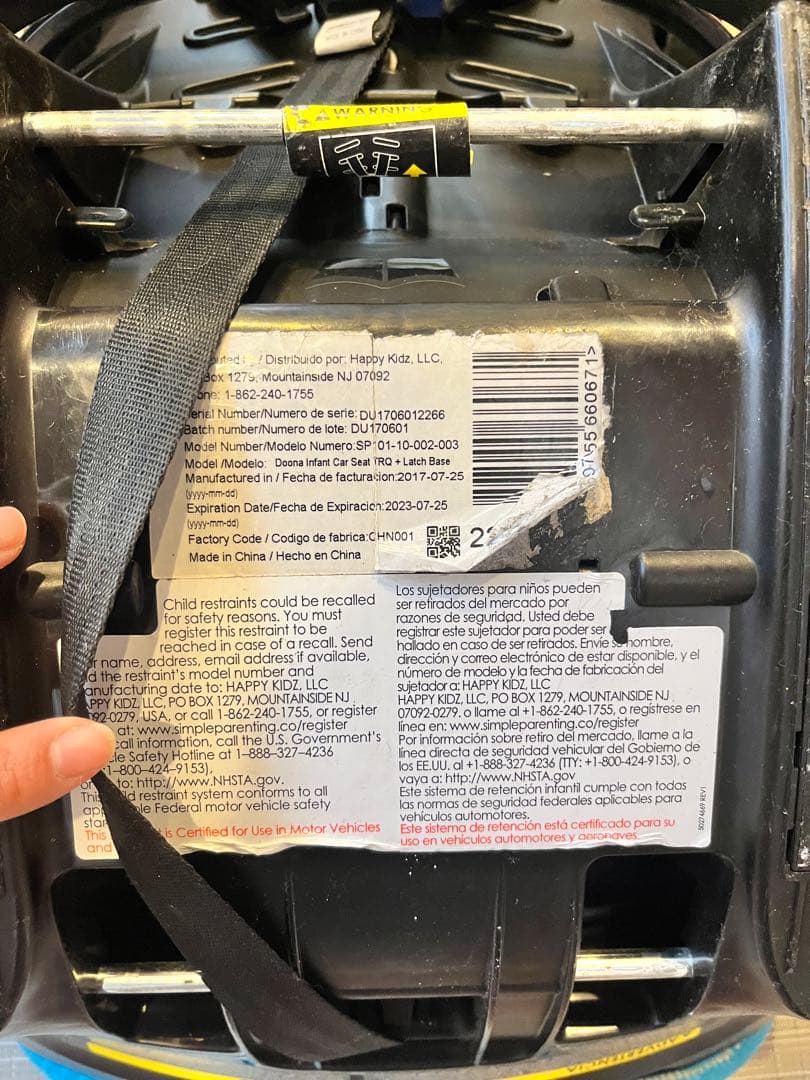 WARNING
/ Distribuido por: Happy Kidz, LLC,
Box 1279, Mountainside NJ 07092
1-862-240-1755
Serial Number/Numero de serie: DU1706012266
Batch number/Numero de lote: DU170601
Model Number/Modelo Numero:SP101-10-002-003
Model /Modelo: Doona Infant Car Seat TRQ + Latch Base
Manufactured in / Fecha de facturacion:2017-07-25
(yyyy-mm-dd)
Expiration Date/Fecha de Expiracion:2023-07-25
(yyyy-mm-dd)
Factory Code / Codigo de fabrica:CHN001
Made in China / Hecho en China
Child restraints could be recalled
for safety reasons. You must
register this restraint to be
reached in case of a recall. Send
name, address, email address if available,
the restraint's model number and
manufacturing date to: HAPPY KIDZ, LLC
HAPPY KIDZ, LLC, PO BOX 1279, MOUNTAINSIDE NJ
07092-0279, USA, or call 1-862-240-1755, or register
at: www.simpleparenting.co/register
recall information, call the U.S. Government's
Safety Hotline at 1-888-327-4236
1-800-424-9153),
to: http://www.NHSTA.gov.
This child restraint system conforms to all
Federal motor vehicle safety
This is Certified for Use in Motor Vehicles
and
Los sujetadores para niños pueden
ser retirados del mercado por
razones de seguridad. Usted debe
registrar este sujetador para poder ser
hallado en caso de ser retirados. Envíe su nombre,
dirección y correo electrónico de estar disponible, y el
número de modelo y la fecha de fabricación del
sujetador a: HAPPY KIDZ, LLC
HAPPY KIDZ, LLC, PO BOX 1279, MOUNTAINSIDE NJ
07092-0279. o llame al +1-862-240-1755, o regístrese en
línea en: www.simpleparenting.co/register
Por información sobre retiro del mercado, llame a la
línea directa de seguridad vehicular del Gobierno de
los EE.UU. al +1-888-327-4236 (TTY: +1-800-424-9153), o
vaya a: http://www.NHSTA.gov
Este sistema de retención infantil cumple con todas
las normas de seguridad federales aplicables para
vehículos automotores.
Este sistema de retención está certificado para su
uso en vehículos automotores y aeronaves.